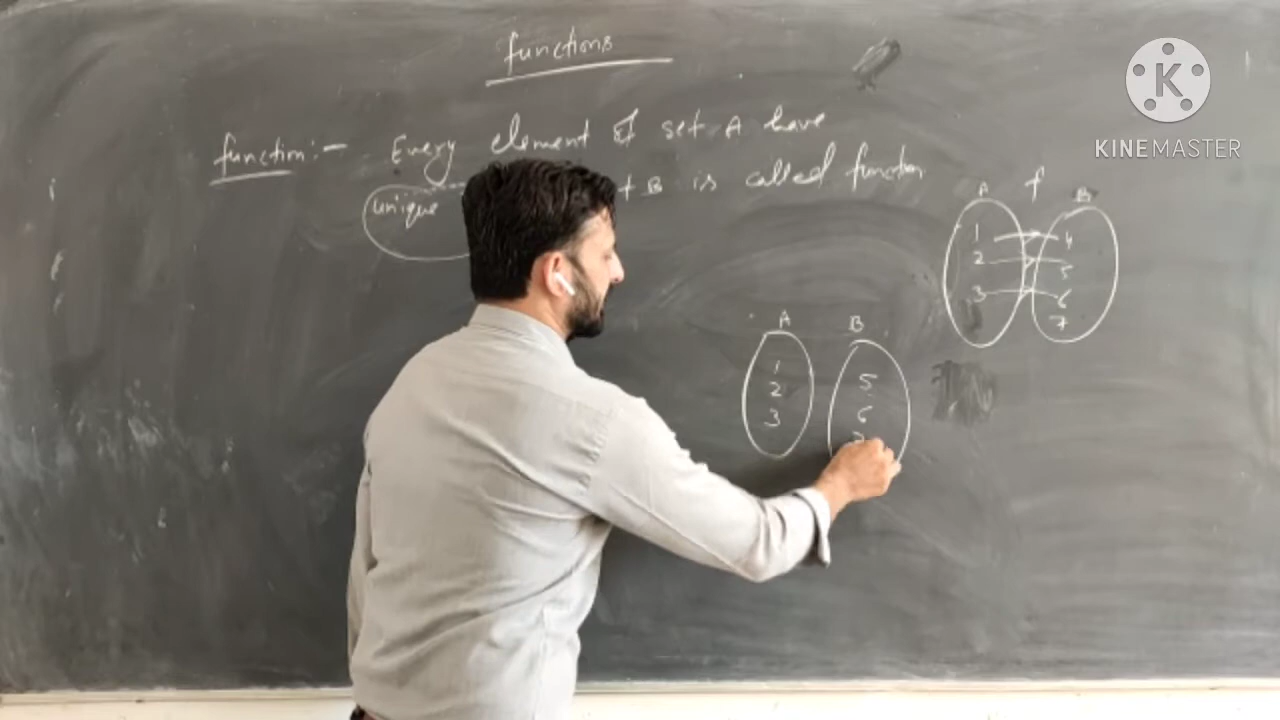 functions
KINEMASTER
function:- Every element of set A have
unique B is called function
f
A B
1 4
2 5
3 6
7
A B
1 5
2 6
3